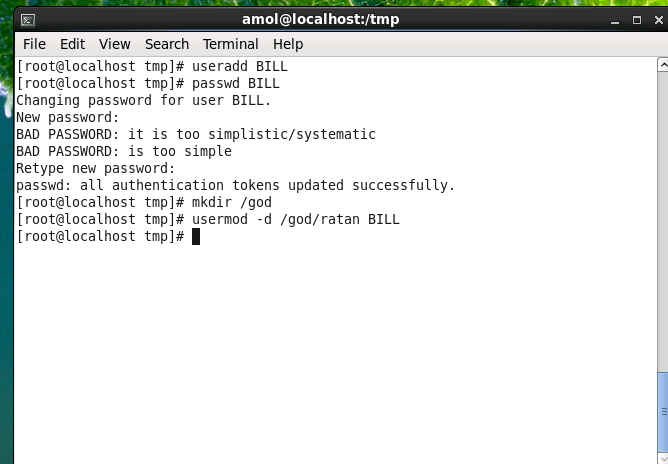 amol@localhost:/tmp
File Edit View Search Terminal Help
[root@localhost tmp]# useradd BILL
[root@localhost tmp]# passwd BILL
Changing password for user BILL.
New password:
BAD PASSWORD: it is too simplistic/systematic
BAD PASSWORD: is too simple
Retype new password:
passwd: all authentication tokens updated successfully.
[root@localhost tmp]# mkdir /god
[root@localhost tmp]# usermod -d /god/ratan BILL
[root@localhost tmp]#